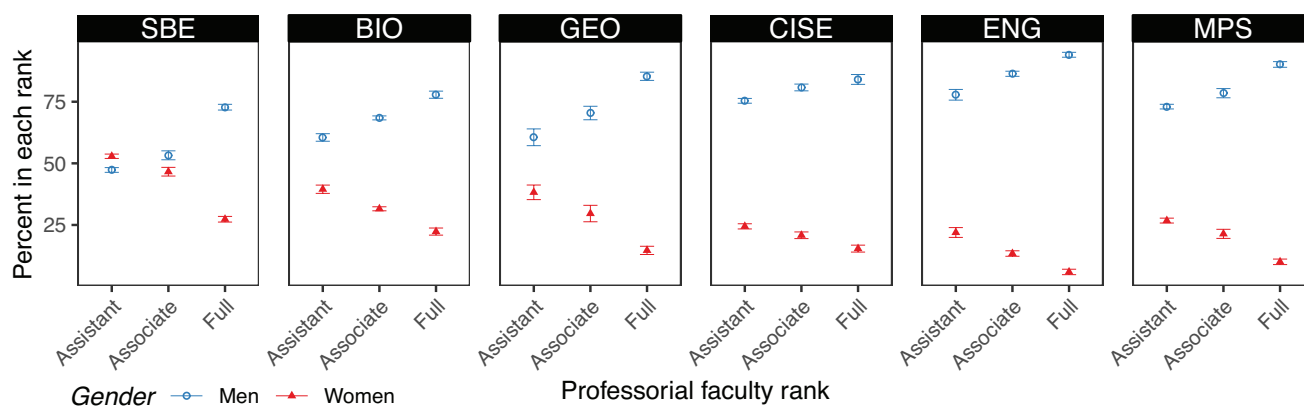 SBE BIO GEO CISE ENG MPS
Percent in each rank
75
50
25
Assistant Associate Full Assistant Associate Full Assistant Associate Full Assistant Associate Full Assistant Associate Full Assistant Associate Full
Professorial faculty rank
Gender Men Women